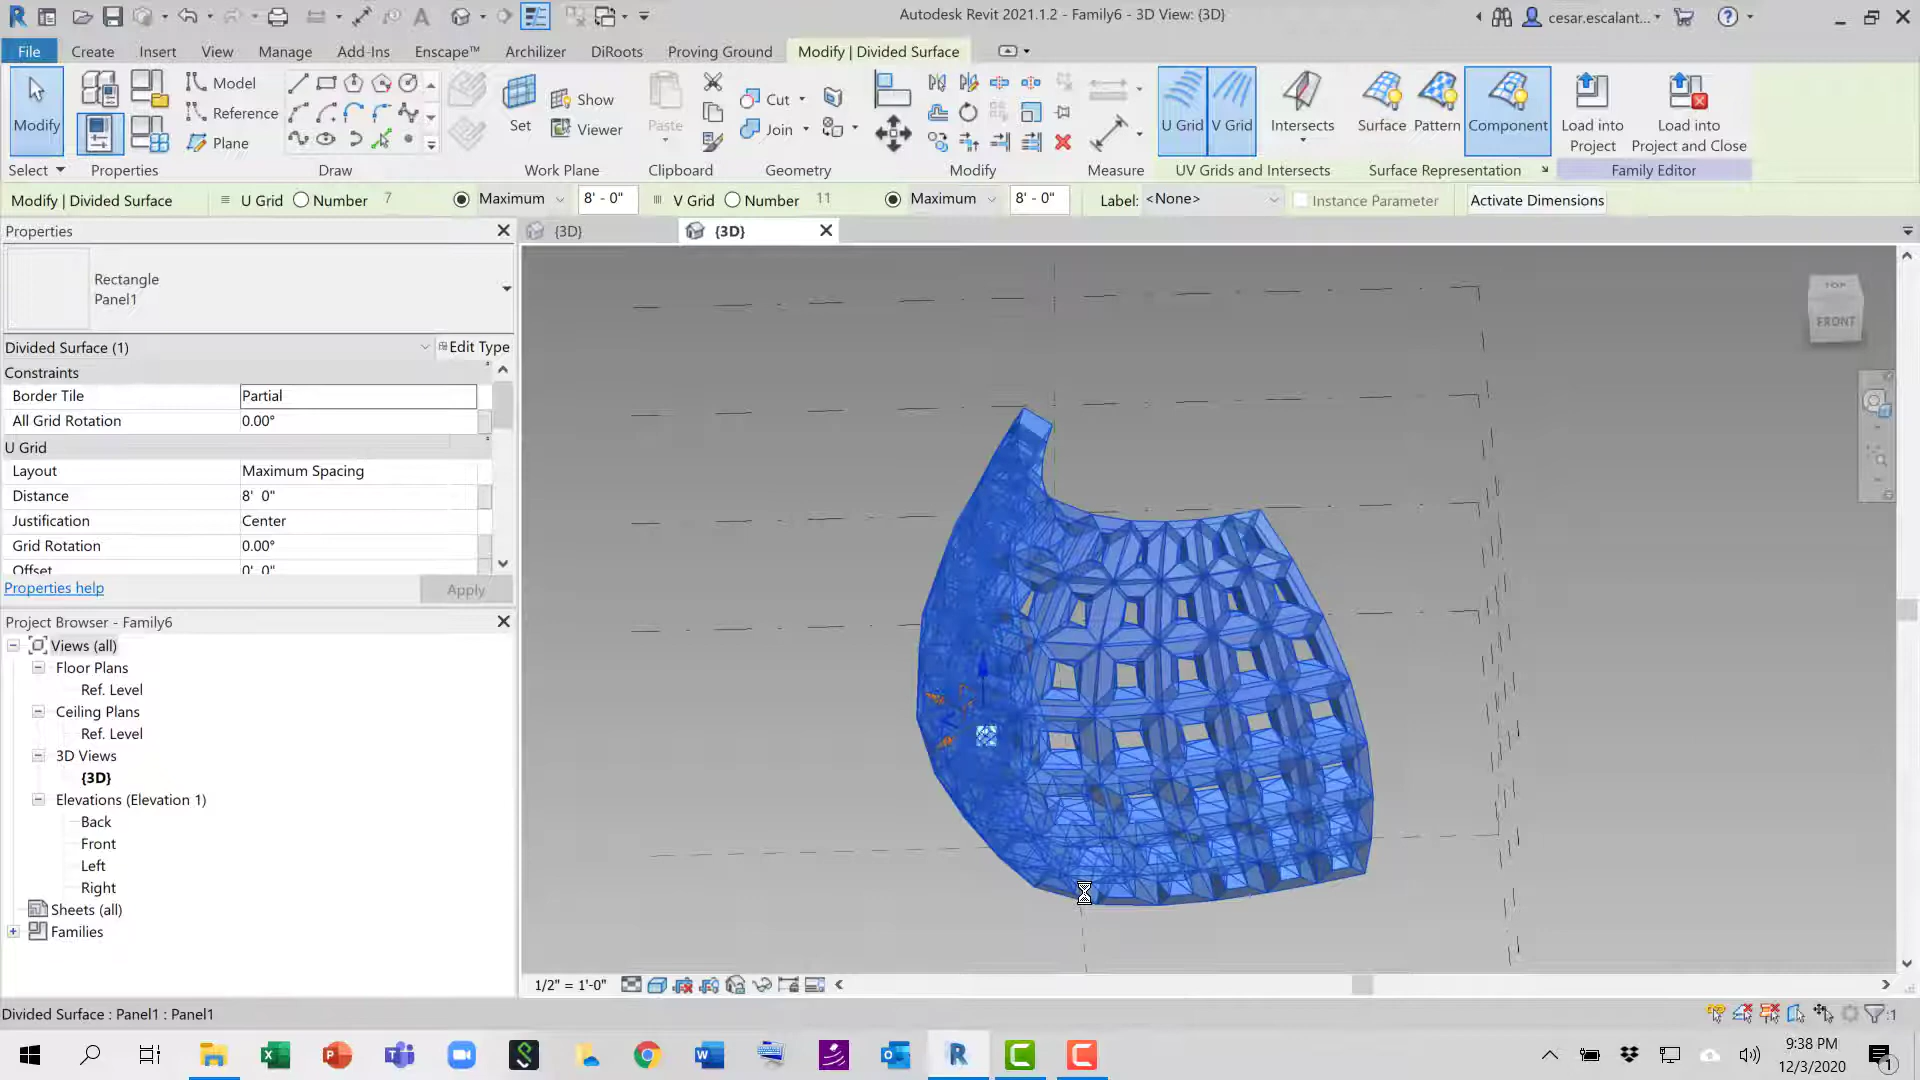 Autodesk Revit 2021.1.2 - Family6 - 3D View: {3D}
cesar.escalant...
File Create Insert View Manage Add-Ins Enscape™ Archilizer DiRoots Proving Ground Modify | Divided Surface
Modify
Model
Reference
Plane
Set
Show
Viewer
Paste
Cut
Join
U Grid V Grid Intersects Surface Pattern Component
Load into Project
Load into Project and Close
Select Properties Draw Work Plane Clipboard Geometry Modify Measure UV Grids and Intersects Surface Representation Family Editor
Modify | Divided Surface U Grid Number 7 Maximum 8' - 0" V Grid Number 11 Maximum 8' - 0" Label: <None> Instance Parameter Activate Dimensions
Properties
{3D} {3D}
Rectangle
Panel1
Divided Surface (1) Edit Type
Constraints
Border Tile Partial
All Grid Rotation 0.00°
U Grid
Layout Maximum Spacing
Distance 8' 0"
Justification Center
Grid Rotation 0.00°
Offset 0' 0"
Properties help Apply
TOP
FRONT
Project Browser - Family6
Views (all)
Floor Plans
Ref. Level
Ceiling Plans
Ref. Level
3D Views
{3D}
Elevations (Elevation 1)
Back
Front
Left
Right
Sheets (all)
Families
1/2" = 1'-0"
Divided Surface : Panel1 : Panel1
:1
9:38 PM
12/3/2020
1